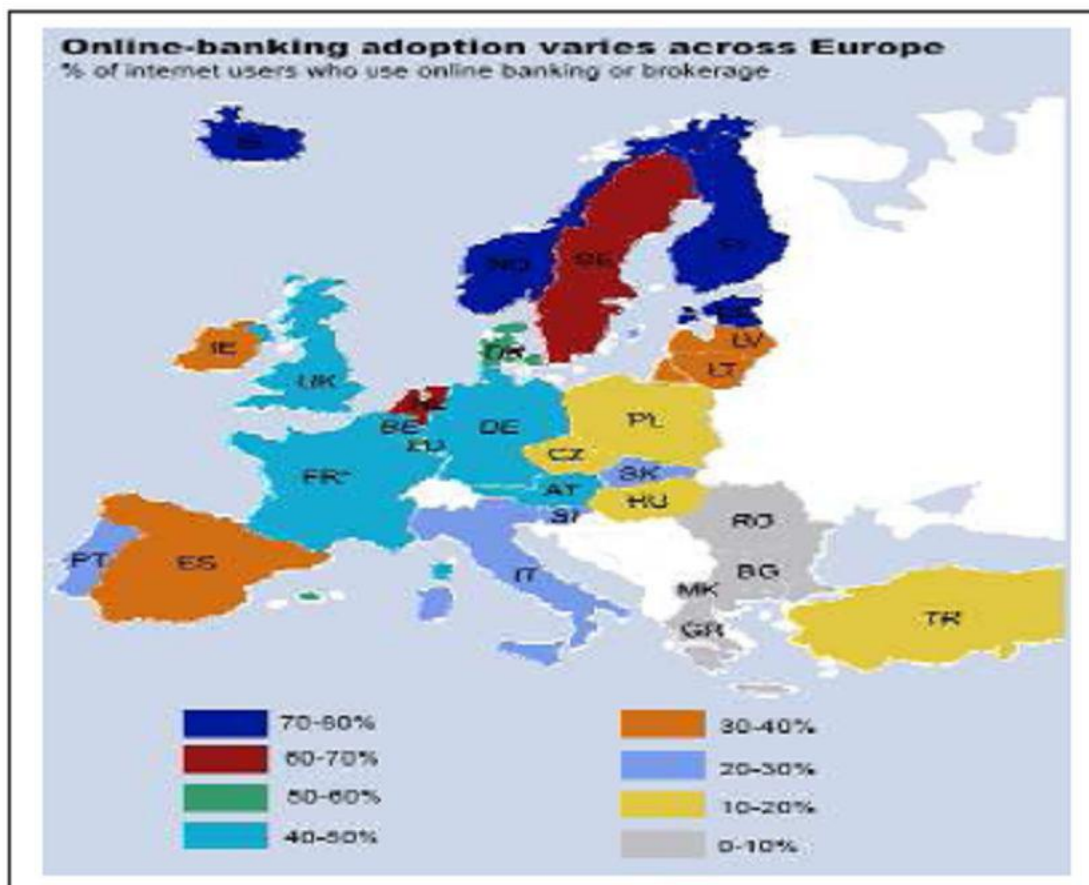 Online-banking adoption varies across Europe
% of internet users who use online banking or brokerage
NO
SE
FI
IE
UK
DK
LV
LT
BE
DE
PL
CZ
FR*
SK
AT
HU
SI
RO
PT
ES
IT
BG
MK
GR
TR
70-80%
60-70%
50-60%
40-50%
30-40%
20-30%
10-20%
0-10%